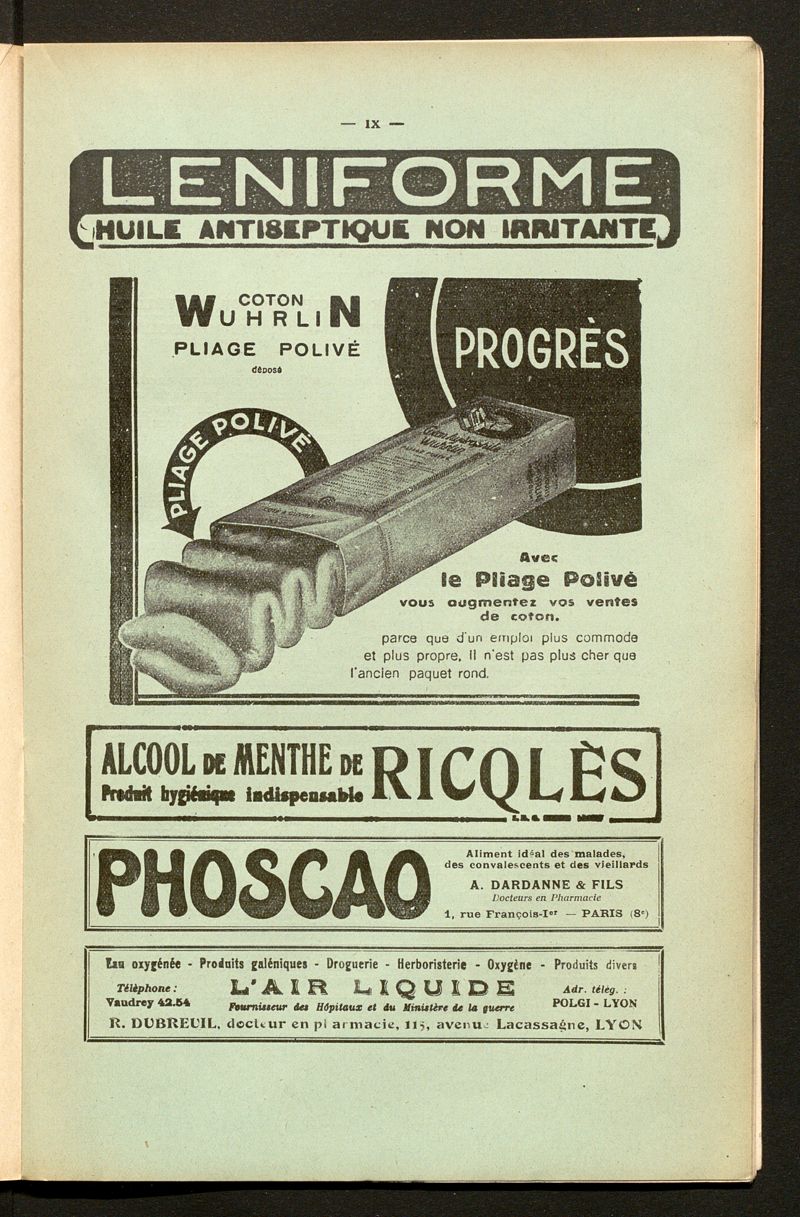 — IX —
LENIFORME
HUILE ANTISEPTIQUE NON IRRITANTE
COTON
WUHRLIN
PLIAGE POLIVÉ
déposé
PROGRÈS
PLIAGE POLIVÉ
Wuhrlin
Avec
le Pliage Polivé
vous augmentez vos ventes
de coton.
parce que d'un emploi plus commode
et plus propre, Il n'est pas plus cher que
l'ancien paquet rond.
ALCOOL DE MENTHE DE RICQLÈS
Produit hygiénique indispensable
PHOSCAO
Aliment idéal des malades,
des convalescents et des vieillards
A. DARDANNE & FILS
Docteurs en Pharmacie
1, rue François-Ier — PARIS (8e)
Eau oxygénée - Produits galéniques - Droguerie - Herboristerie - Oxygène - Produits divers
Téléphone :
Vaudrey 42.54
L'AIR LIQUIDE
Fournisseur des Hôpitaux et du Ministère de la guerre
Adr. télég. :
POLGI - LYON
R. DUBREUIL, docteur en pharmacie, 115, avenue Lacassagne, LYON